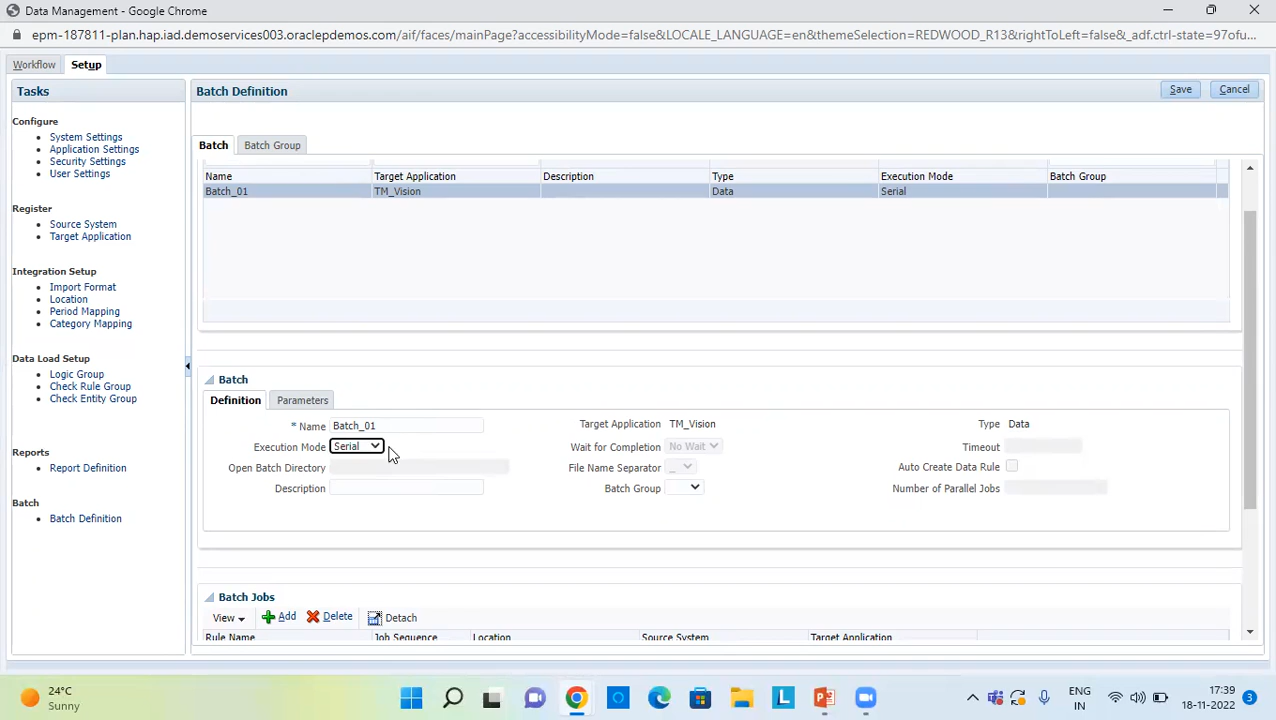 Data Management - Google Chrome
epm-187811-plan.hap.iad.demoservices003.oraclepdemos.com/aif/faces/mainPage?accessibilityMode=false&LOCALE_LANGUAGE=en&themeSelection=REDWOOD_R13&rightToLeft=false&_adf.ctrl-state=97ofu...
Workflow Setup
Tasks
Configure
System Settings
Application Settings
Security Settings
User Settings
Register
Source System
Target Application
Integration Setup
Import Format
Location
Period Mapping
Category Mapping
Data Load Setup
Logic Group
Check Rule Group
Check Entity Group
Reports
Report Definition
Batch
Batch Definition
Batch Definition Save Cancel
Batch Batch Group
Name Target Application Description Type Execution Mode Batch Group
Batch_01 TM_Vision Data Serial
Batch
Definition Parameters
* Name Batch_01 Target Application TM_Vision Type Data
Execution Mode Serial Wait for Completion No Wait Timeout
Open Batch Directory File Name Separator _ Auto Create Data Rule
Description Batch Group Number of Parallel Jobs
Batch Jobs
View Add Delete Detach
Rule Name Job Sequence Location Source System Target Application
24°C
Sunny
ENG
IN
17:39
18-11-2022
3